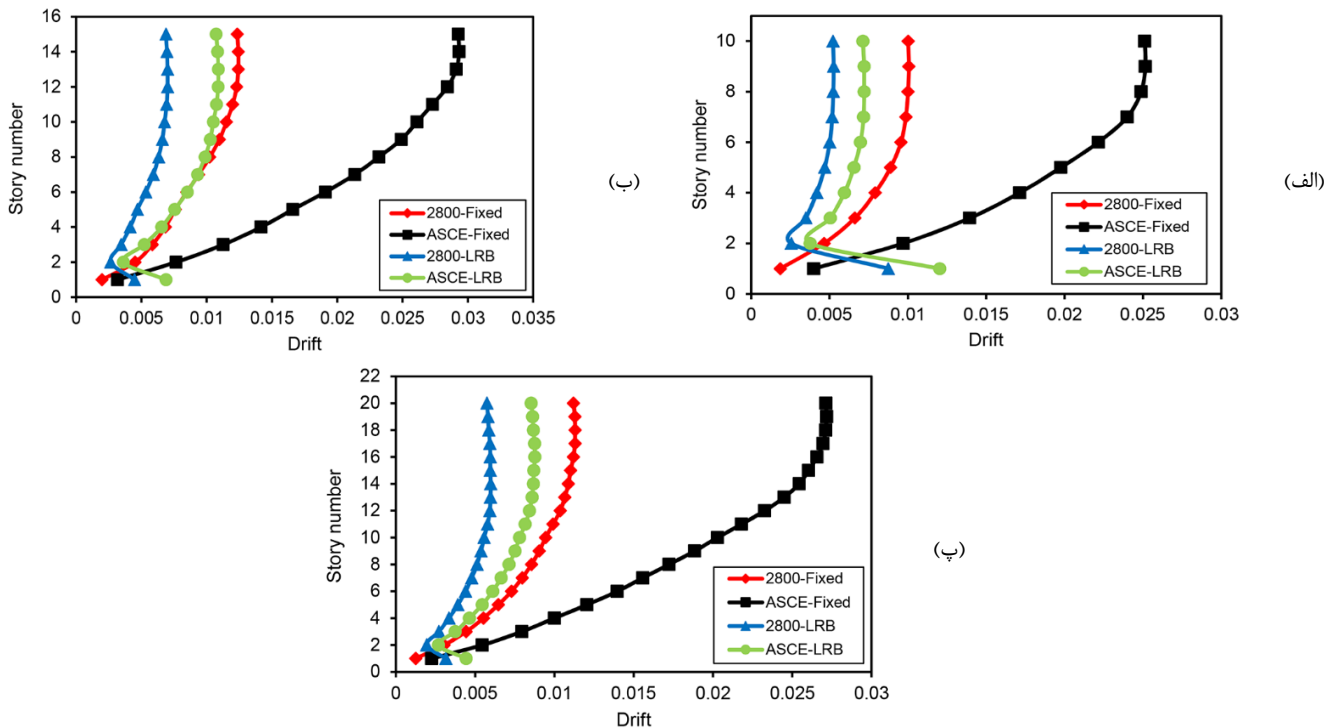 16
14
12
10
8
6
4
2
0
Story number
0
0.005
0.01
0.015
0.02
0.025
0.03
0.035
Drift
2800-Fixed
ASCE-Fixed
2800-LRB
ASCE-LRB
(ب)
10
8
6
4
2
0
Story number
0
0.005
0.01
0.015
0.02
0.025
0.03
Drift
2800-Fixed
ASCE-Fixed
2800-LRB
ASCE-LRB
(الف)
22
20
18
16
14
12
10
8
6
4
2
0
Story number
0
0.005
0.01
0.015
0.02
0.025
0.03
Drift
2800-Fixed
ASCE-Fixed
2800-LRB
ASCE-LRB
(پ)